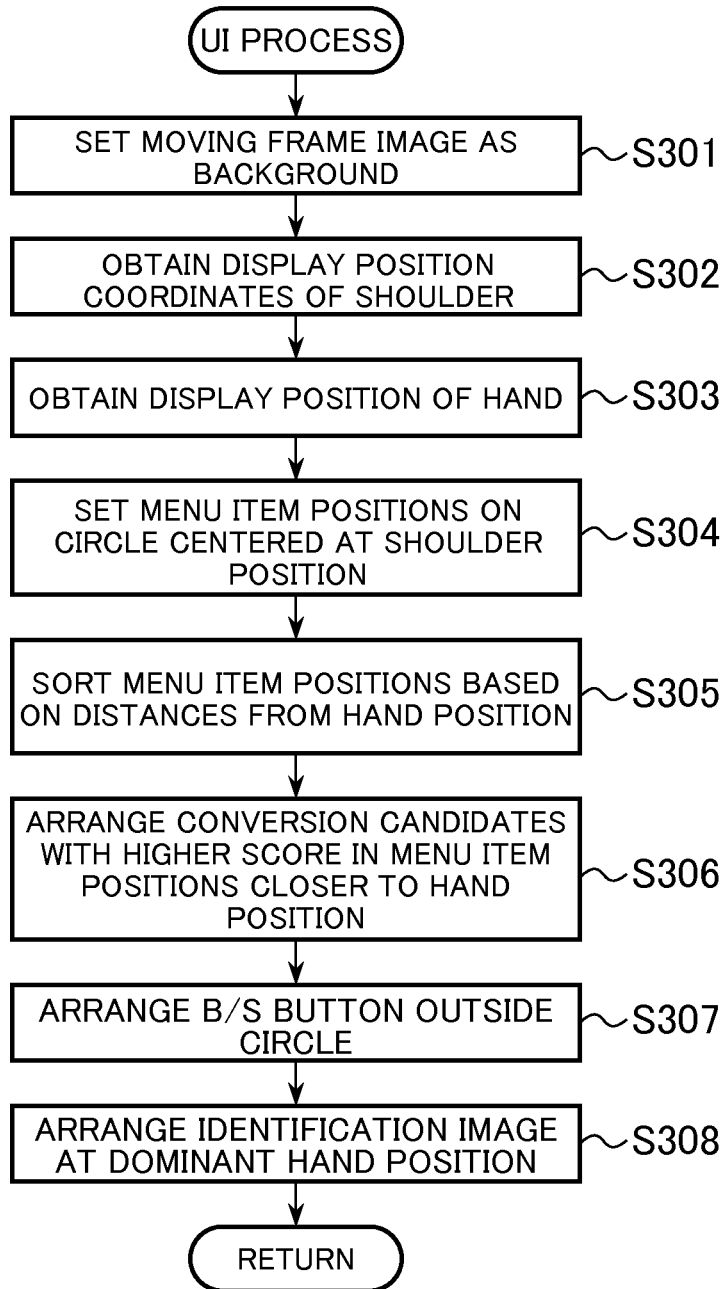 UI PROCESS
SET MOVING FRAME IMAGE AS
BACKGROUND
S301
OBTAIN DISPLAY POSITION
COORDINATES OF SHOULDER
S302
OBTAIN DISPLAY POSITION OF HAND
S303
SET MENU ITEM POSITIONS ON
CIRCLE CENTERED AT SHOULDER
POSITION
S304
SORT MENU ITEM POSITIONS BASED
ON DISTANCES FROM HAND POSITION
S305
ARRANGE CONVERSION CANDIDATES
WITH HIGHER SCORE IN MENU ITEM
POSITIONS CLOSER TO HAND
POSITION
S306
ARRANGE B/S BUTTON OUTSIDE
CIRCLE
S307
ARRANGE IDENTIFICATION IMAGE
AT DOMINANT HAND POSITION
S308
RETURN